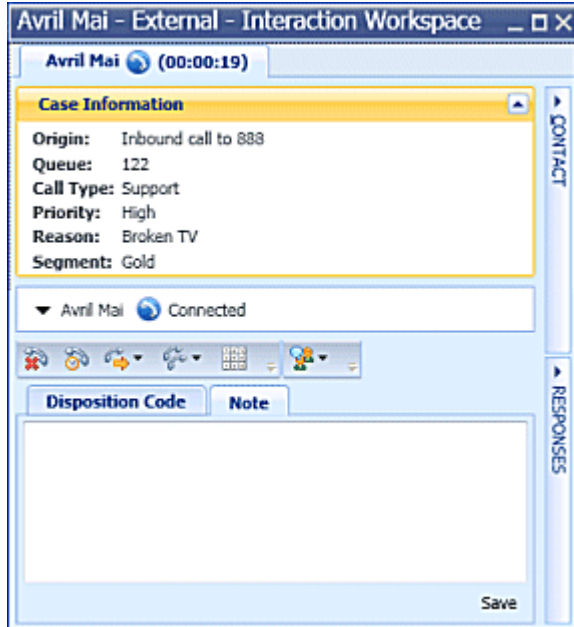 Avril Mai - External - Interaction Workspace
Avril Mai (00:00:19)
Case Information
Origin: Inbound call to 888
Queue: 122
Call Type: Support
Priority: High
Reason: Broken TV
Segment: Gold
Avril Mai Connected
Disposition Code Note
Save
CONTACT
RESPONSES